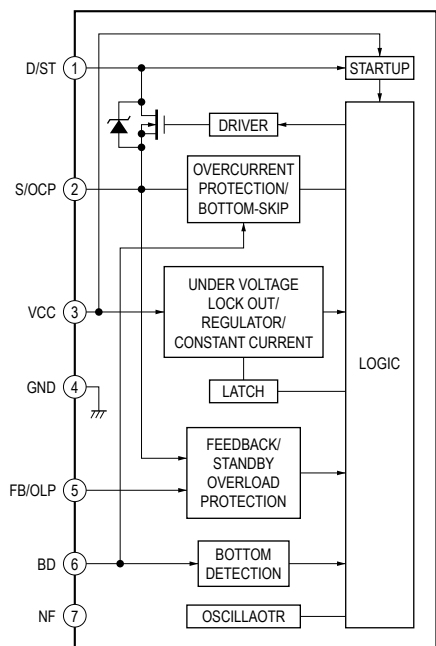 D/ST 1
STARTUP
DRIVER
S/OCP 2
OVERCURRENT
PROTECTION/
BOTTOM-SKIP
VCC 3
UNDER VOLTAGE
LOCK OUT/
REGULATOR/
CONSTANT CURRENT
LOGIC
GND 4
LATCH
FB/OLP 5
FEEDBACK/
STANDBY
OVERLOAD
PROTECTION
BD 6
BOTTOM
DETECTION
NF 7
OSCILLAOTR